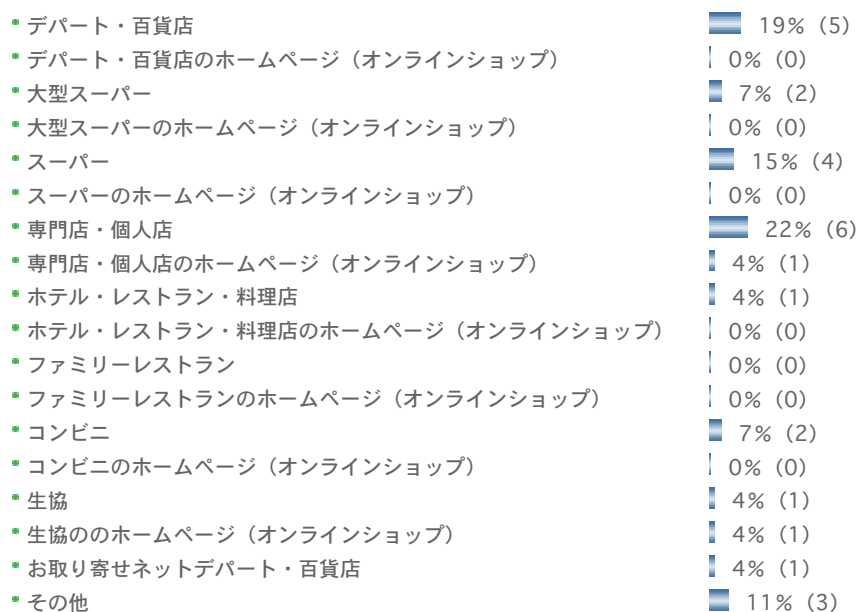 デパート・百貨店 19% (5)
デパート・百貨店のホームページ（オンラインショップ） 0% (0)
大型スーパー 7% (2)
大型スーパーのホームページ（オンラインショップ） 0% (0)
スーパー 15% (4)
スーパーのホームページ（オンラインショップ） 0% (0)
専門店・個人店 22% (6)
専門店・個人店のホームページ（オンラインショップ） 4% (1)
ホテル・レストラン・料理店 4% (1)
ホテル・レストラン・料理店のホームページ（オンラインショップ） 0% (0)
ファミリーレストラン 0% (0)
ファミリーレストランのホームページ（オンラインショップ） 0% (0)
コンビニ 7% (2)
コンビニのホームページ（オンラインショップ） 0% (0)
生協 4% (1)
生協ののホームページ（オンラインショップ） 4% (1)
お取り寄せネットデパート・百貨店 4% (1)
その他 11% (3)